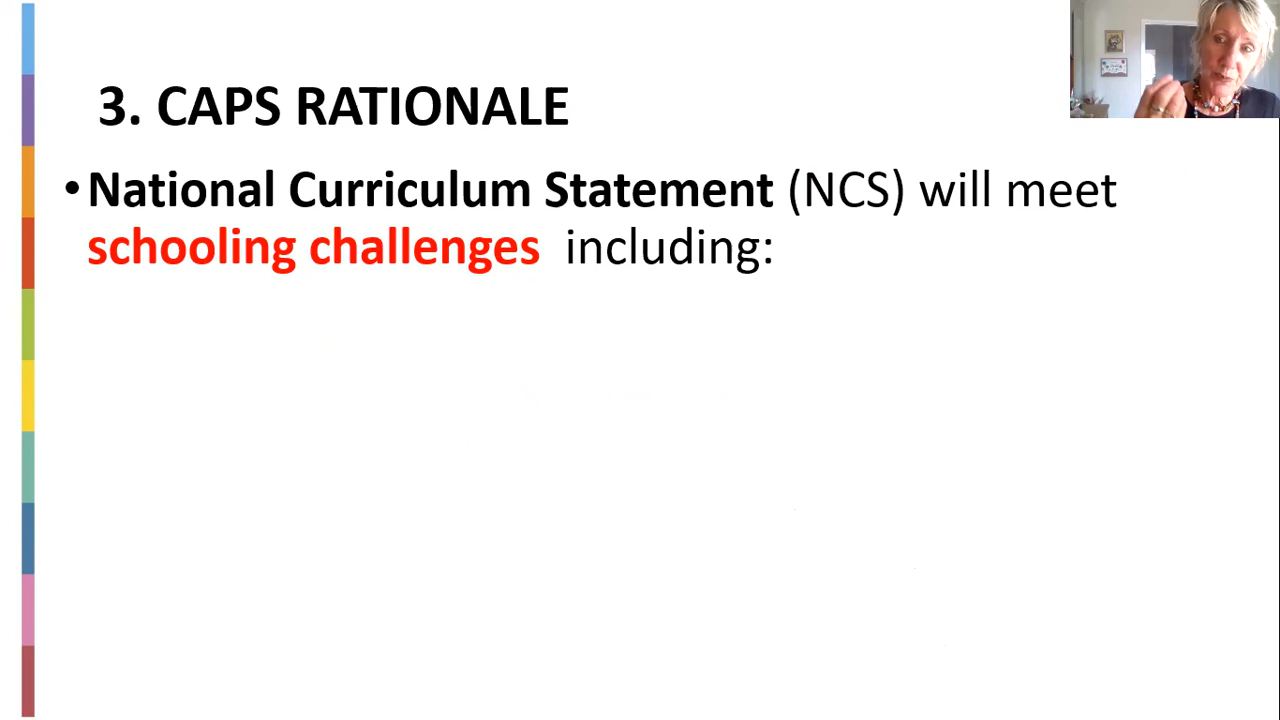 3. CAPS RATIONALE
• National Curriculum Statement (NCS) will meet
schooling challenges including: